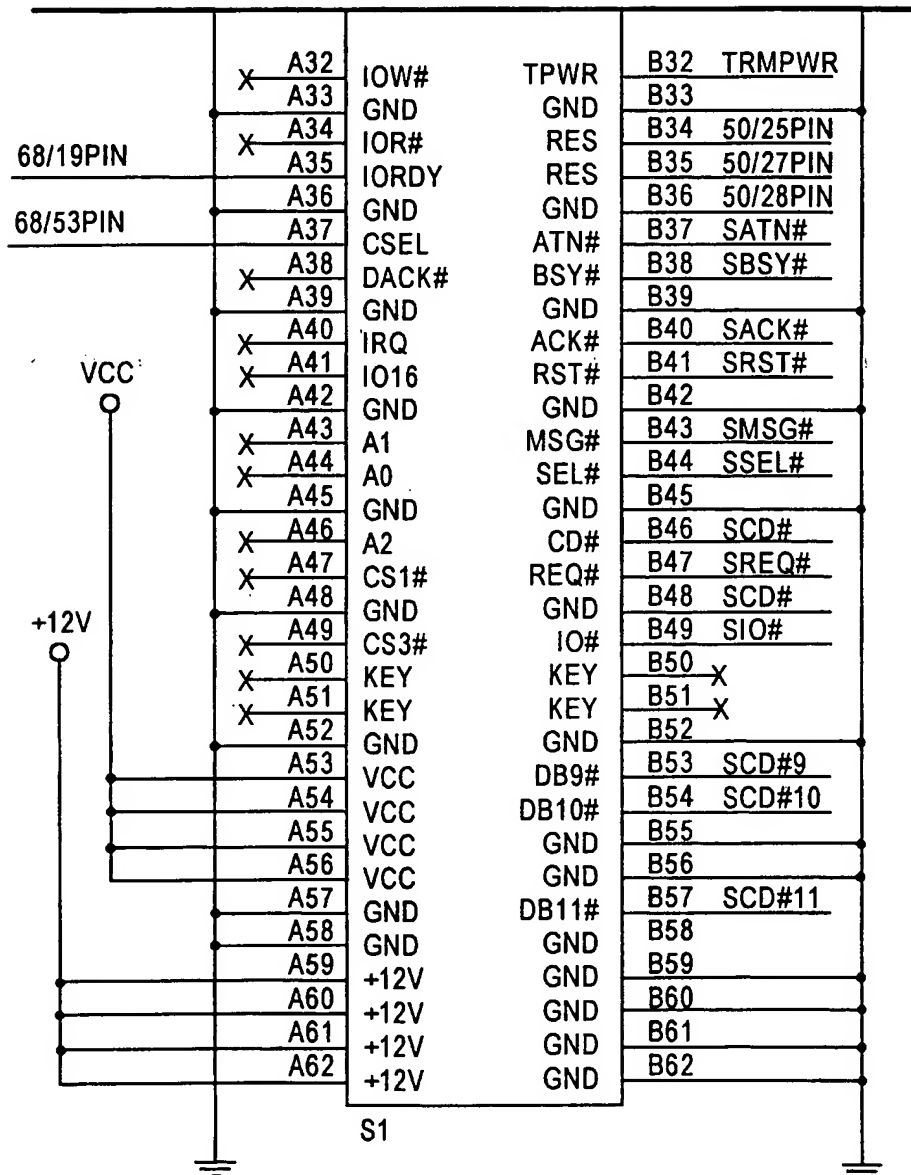 A32 IOW# TPWR B32 TRMPWR
A33 GND GND B33
A34 IOR# RES B34 50/25PIN
68/19PIN A35 IORDY RES B35 50/27PIN
A36 GND GND B36 50/28PIN
68/53PIN A37 CSEL ATN# B37 SATN#
A38 DACK# BSY# B38 SBSY#
A39 GND GND B39
A40 IRQ ACK# B40 SACK#
VCC A41 IO16 RST# B41 SRST#
A42 GND GND B42
A43 A1 MSG# B43 SMSG#
A44 A0 SEL# B44 SSEL#
A45 GND GND B45
A46 A2 CD# B46 SCD#
A47 CS1# REQ# B47 SREQ#
A48 GND GND B48 SCD#
+12V A49 CS3# IO# B49 SIO#
A50 KEY KEY B50
A51 KEY KEY B51
A52 GND GND B52
A53 VCC DB9# B53 SCD#9
A54 VCC DB10# B54 SCD#10
A55 VCC GND B55
A56 VCC GND B56
A57 GND DB11# B57 SCD#11
A58 GND GND B58
A59 +12V GND B59
A60 +12V GND B60
A61 +12V GND B61
A62 +12V GND B62
S1